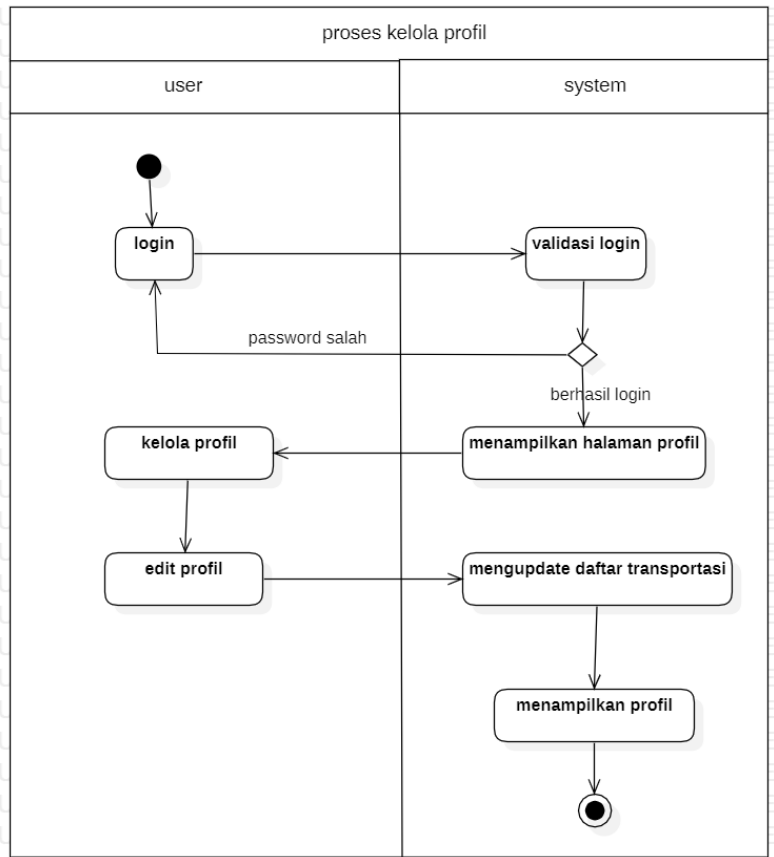 proses kelola profil
user
system
login
validasi login
password salah
berhasil login
kelola profil
menampilkan halaman profil
edit profil
mengupdate daftar transportasi
menampilkan profil